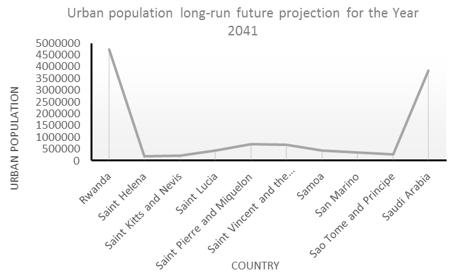 Urban population long-run future projection for the Year
2041
URBAN POPULATION
5000000
4500000
4000000
3500000
3000000
2500000
2000000
1500000
1000000
500000
0
Rwanda
Saint Helena
Saint Kitts and Nevis
Saint Lucia
Saint Pierre and Miquelon
Saint Vincent and the...
Samoa
San Marino
Sao Tome and Principe
Saudi Arabia
COUNTRY